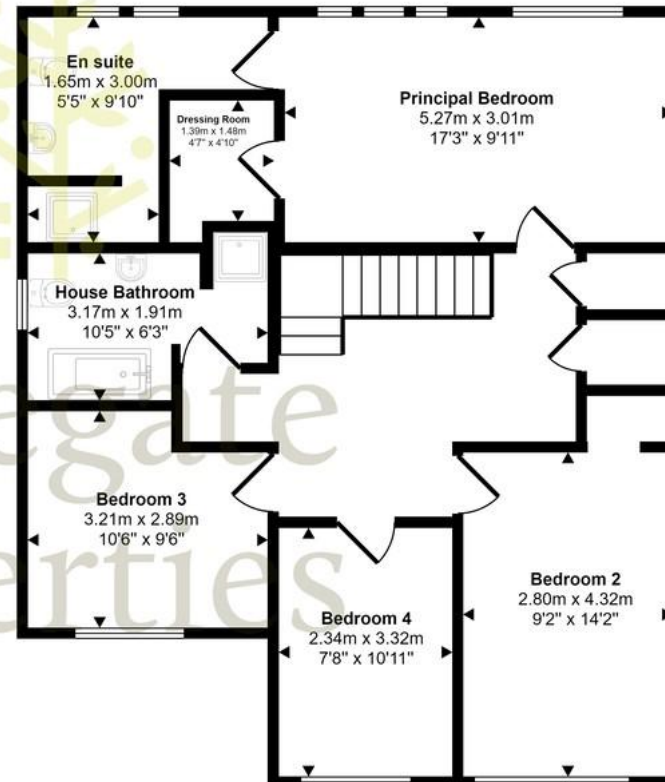 En suite
1.65m x 3.00m
5'5" x 9'10"
Dressing Room
1.39m x 1.48m
4'7" x 4'10"
Principal Bedroom
5.27m x 3.01m
17'3" x 9'11"
House Bathroom
3.17m x 1.91m
10'5" x 6'3"
egate
erties
Bedroom 3
3.21m x 2.89m
10'6" x 9'6"
Bedroom 4
2.34m x 3.32m
7'8" x 10'11"
Bedroom 2
2.80m x 4.32m
9'2" x 14'2"